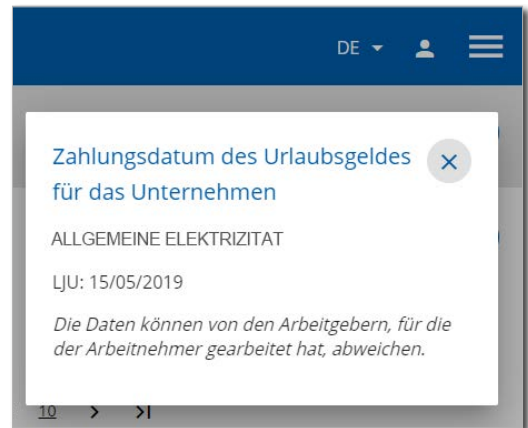 DE
Zahlungsdatum des Urlaubsgeldes
für das Unternehmen
ALLGEMEINE ELEKTRIZITAT
LJU: 15/05/2019
Die Daten können von den Arbeitgebern, für die
der Arbeitnehmer gearbeitet hat, abweichen.
10